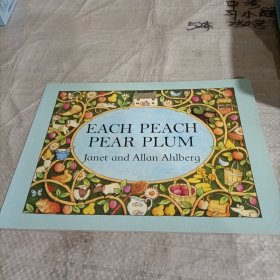 EACH PEACH
PEAR PLUM
Janet and Allan Ahlberg